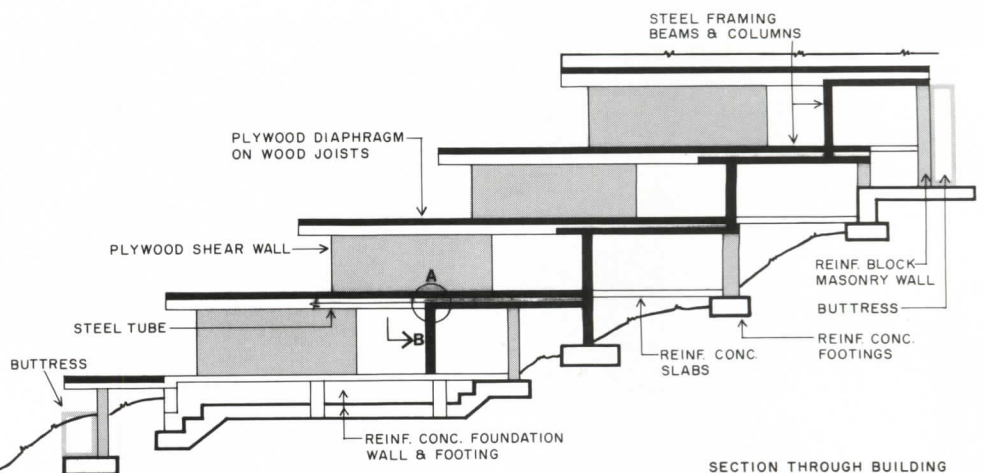 STEEL FRAMING
BEAMS & COLUMNS
PLYWOOD DIAPHRAGM
ON WOOD JOISTS
PLYWOOD SHEAR WALL
A
STEEL TUBE
B
BUTTRESS
REINF. BLOCK
MASONRY WALL
BUTTRESS
REINF. CONC.
FOOTINGS
REINF. CONC.
SLABS
REINF. CONC. FOUNDATION
WALL & FOOTING
SECTION THROUGH BUILDING